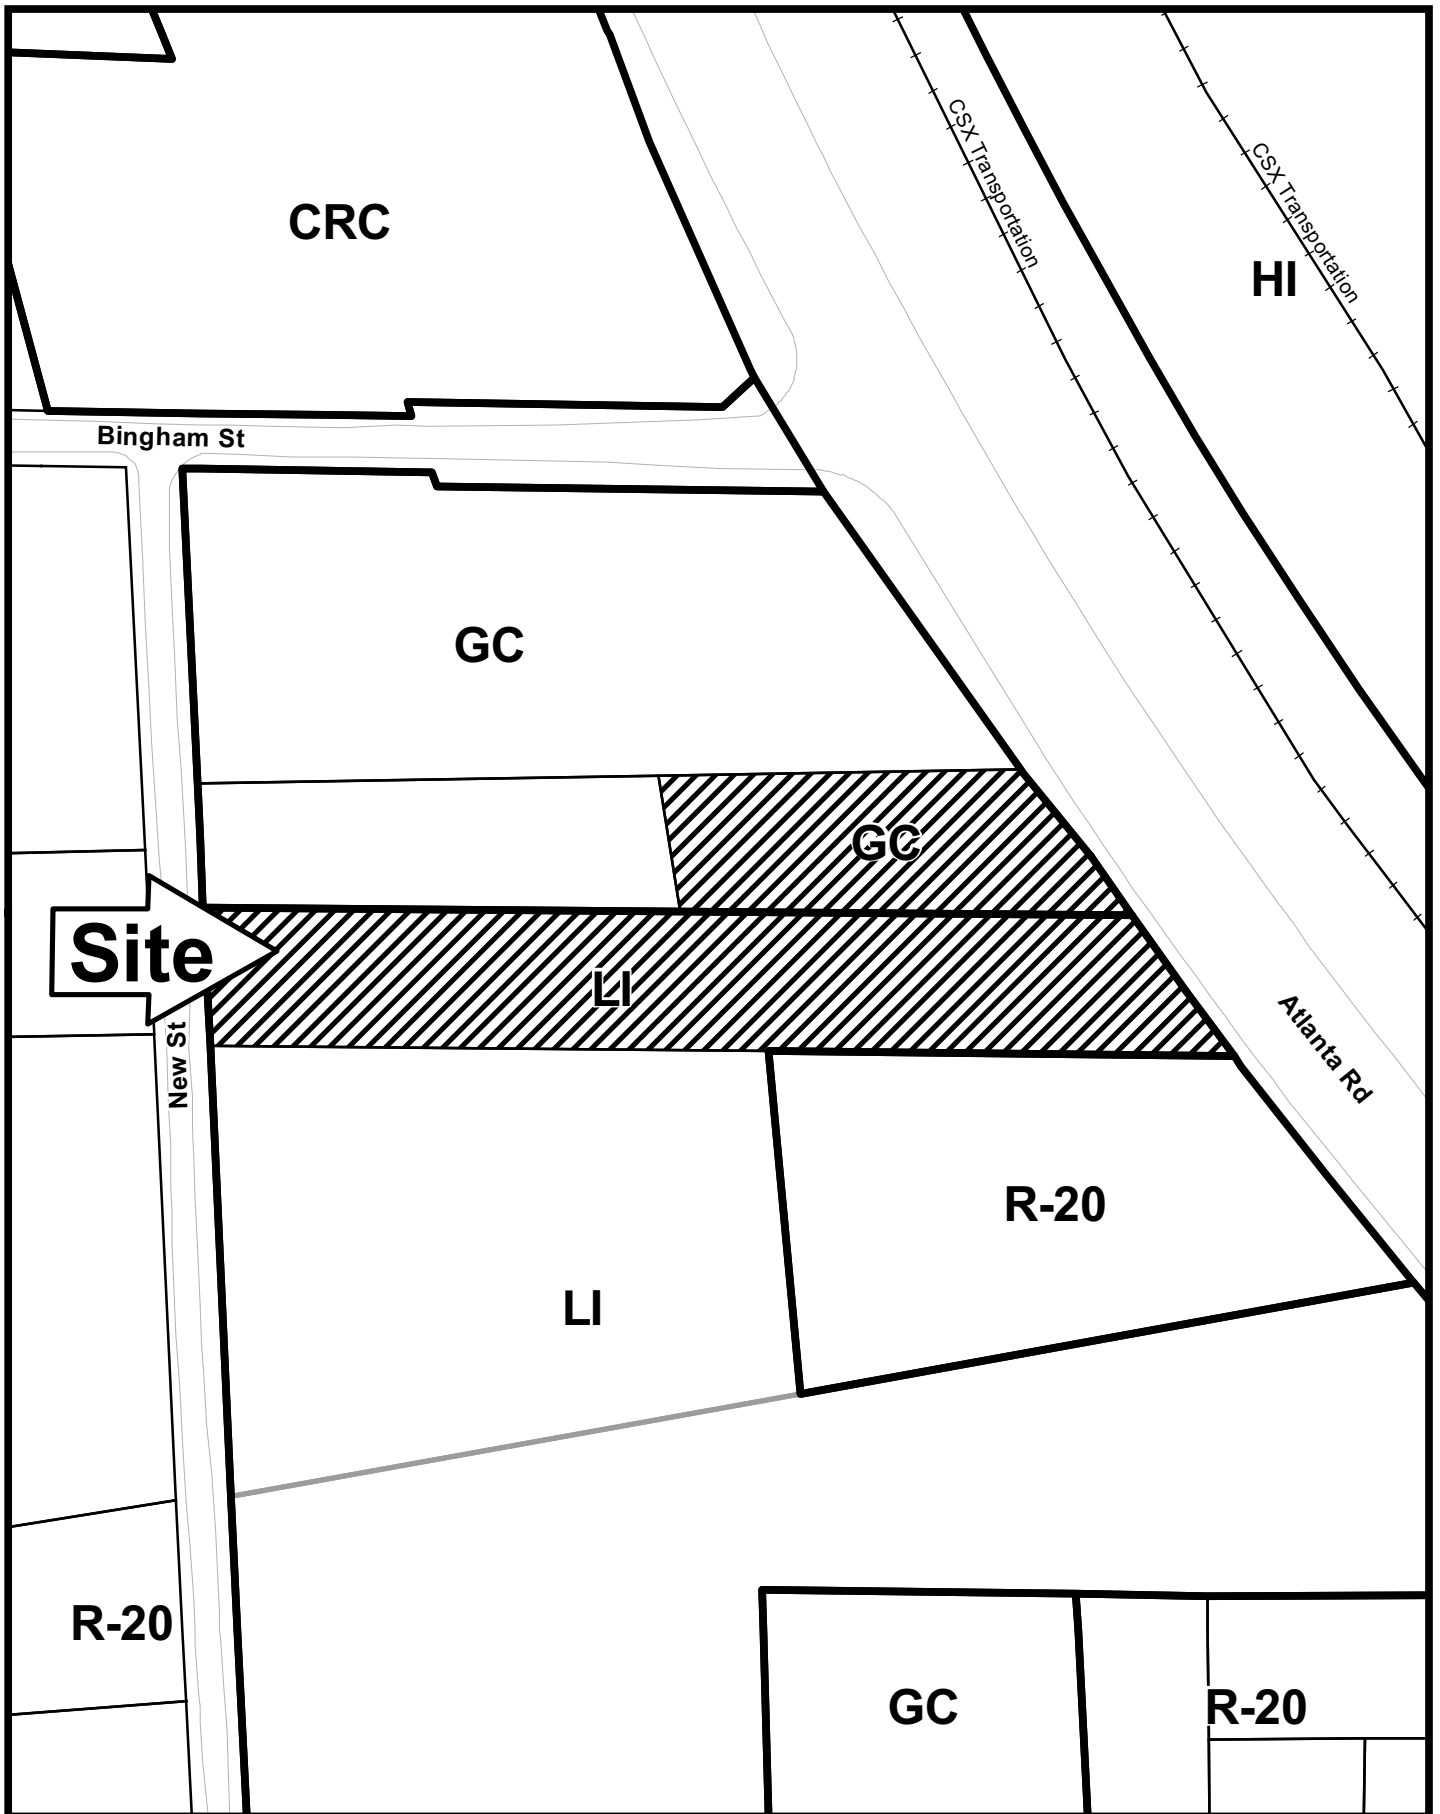 CSX Transportation
CSX Transportation
CRC
HI
Bingham St
GC
GC
Site
LI
New St
Atlanta Rd
R-20
LI
R-20
GC
R-20